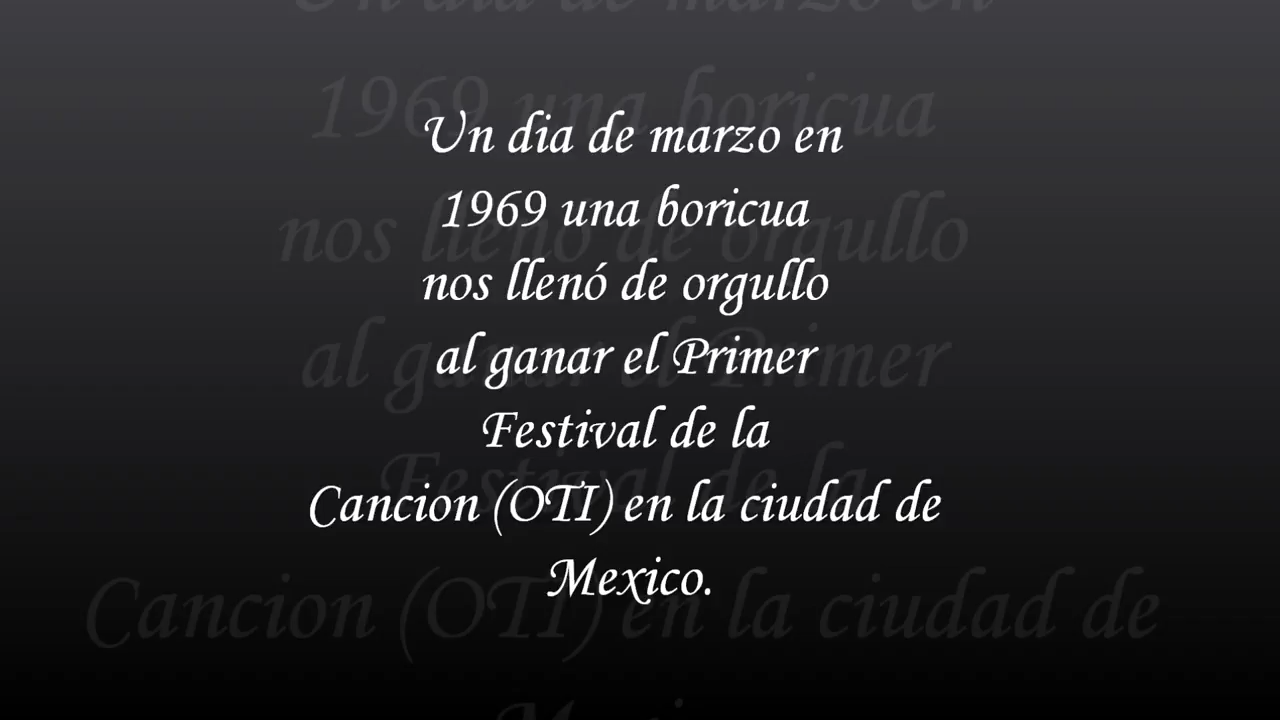 Un dia de marzo en
1969 una boricua
nos llenó de orgullo
al ganar el Primer
Festival de la
Cancion (OTI) en la ciudad de
Mexico.